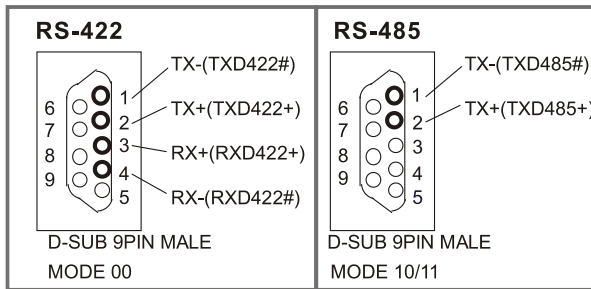 RS-422
TX-(TXD422#)
TX+(TXD422+)
RX+(RXD422+)
RX-(RXD422#)
1
2
3
4
5
6
7
8
9
D-SUB 9PIN MALE
MODE 00
RS-485
TX-(TXD485#)
TX+(TXD485+)
1
2
3
4
5
6
7
8
9
D-SUB 9PIN MALE
MODE 10/11